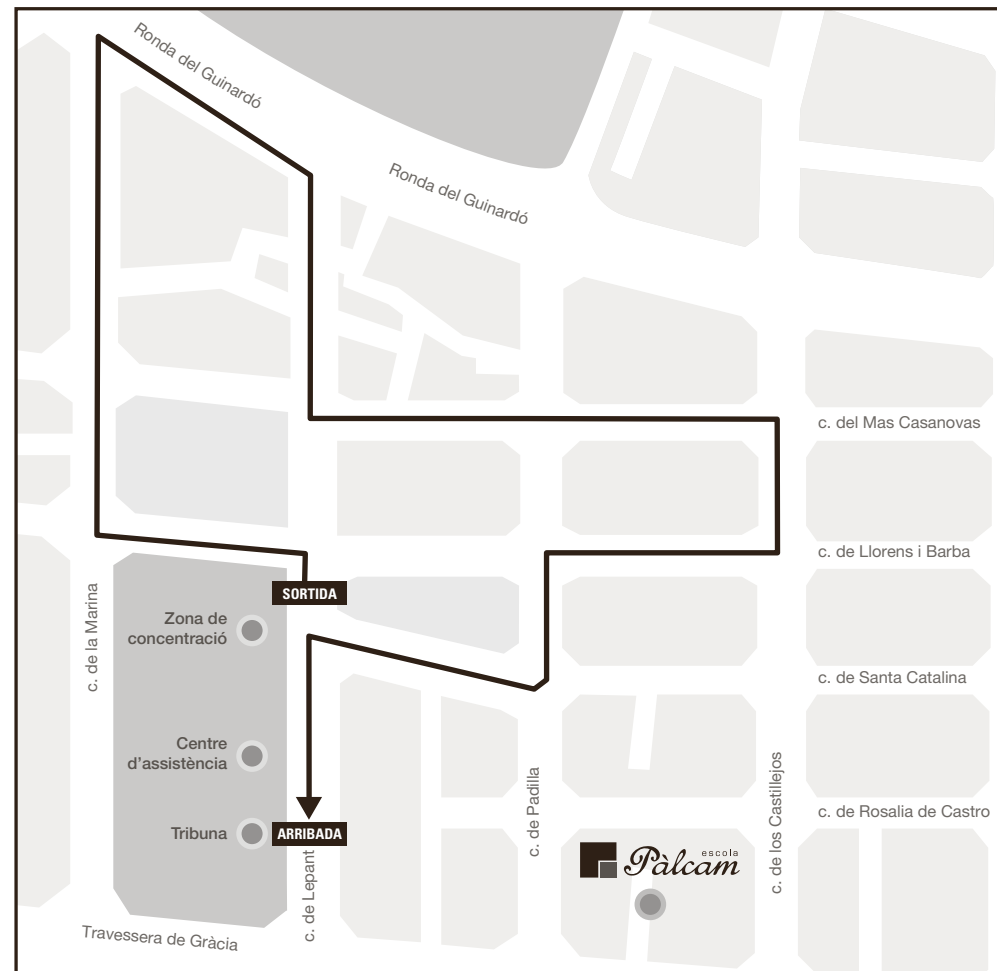 Ronda del Guinardó
Ronda del Guinardó
c. del Mas Casanovas
c. de Llorens i Barba
SORTIDA
c. de la Marina
Zona de
concentració
c. de Santa Catalina
Centre
d’assistència
c. de Padilla
c. de los Castillejos
c. de Rosalia de Castro
Tribuna
ARRIBADA
c. de Lepant
escola
Pàlcam
Travessera de Gràcia